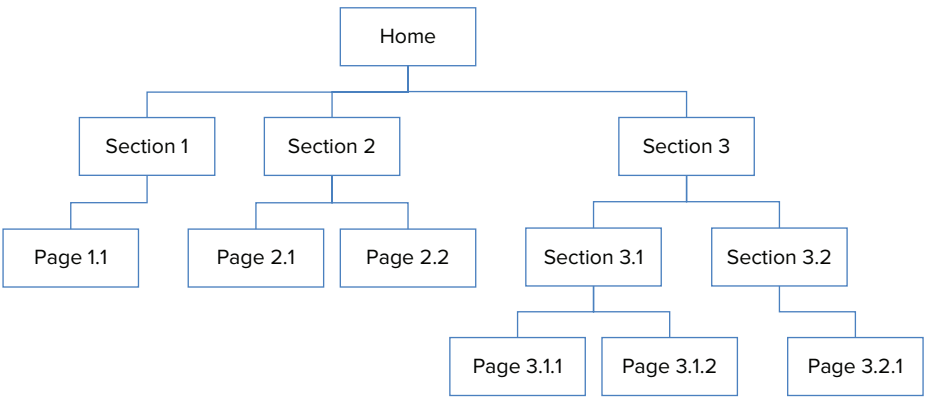 Home
Section 1
Section 2
Section 3
Page 1.1
Page 2.1
Page 2.2
Section 3.1
Section 3.2
Page 3.1.1
Page 3.1.2
Page 3.2.1